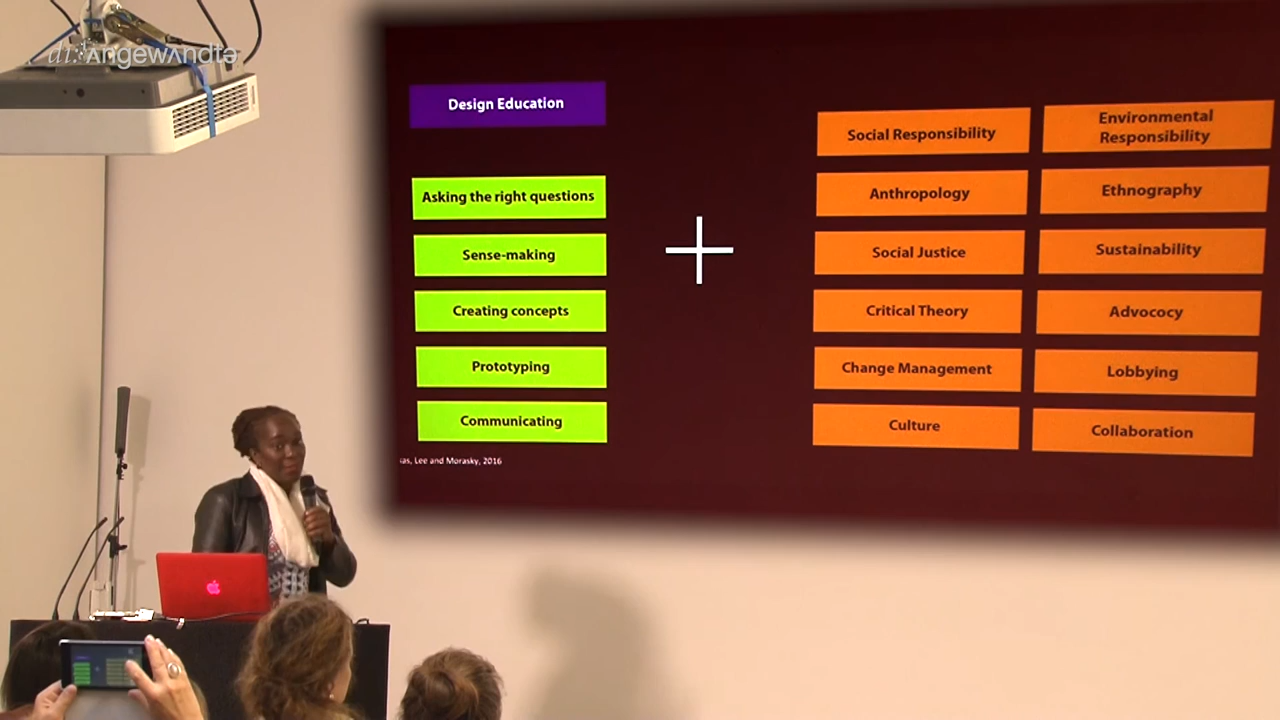 di:Angewandte
Design Education
Asking the right questions
Sense-making
Creating concepts
Prototyping
Communicating
Lee and Morasky, 2016
Social Responsibility
Environmental
Responsibility
Anthropology
Ethnography
Social Justice
Sustainability
Critical Theory
Advococy
Change Management
Lobbying
Culture
Collaboration